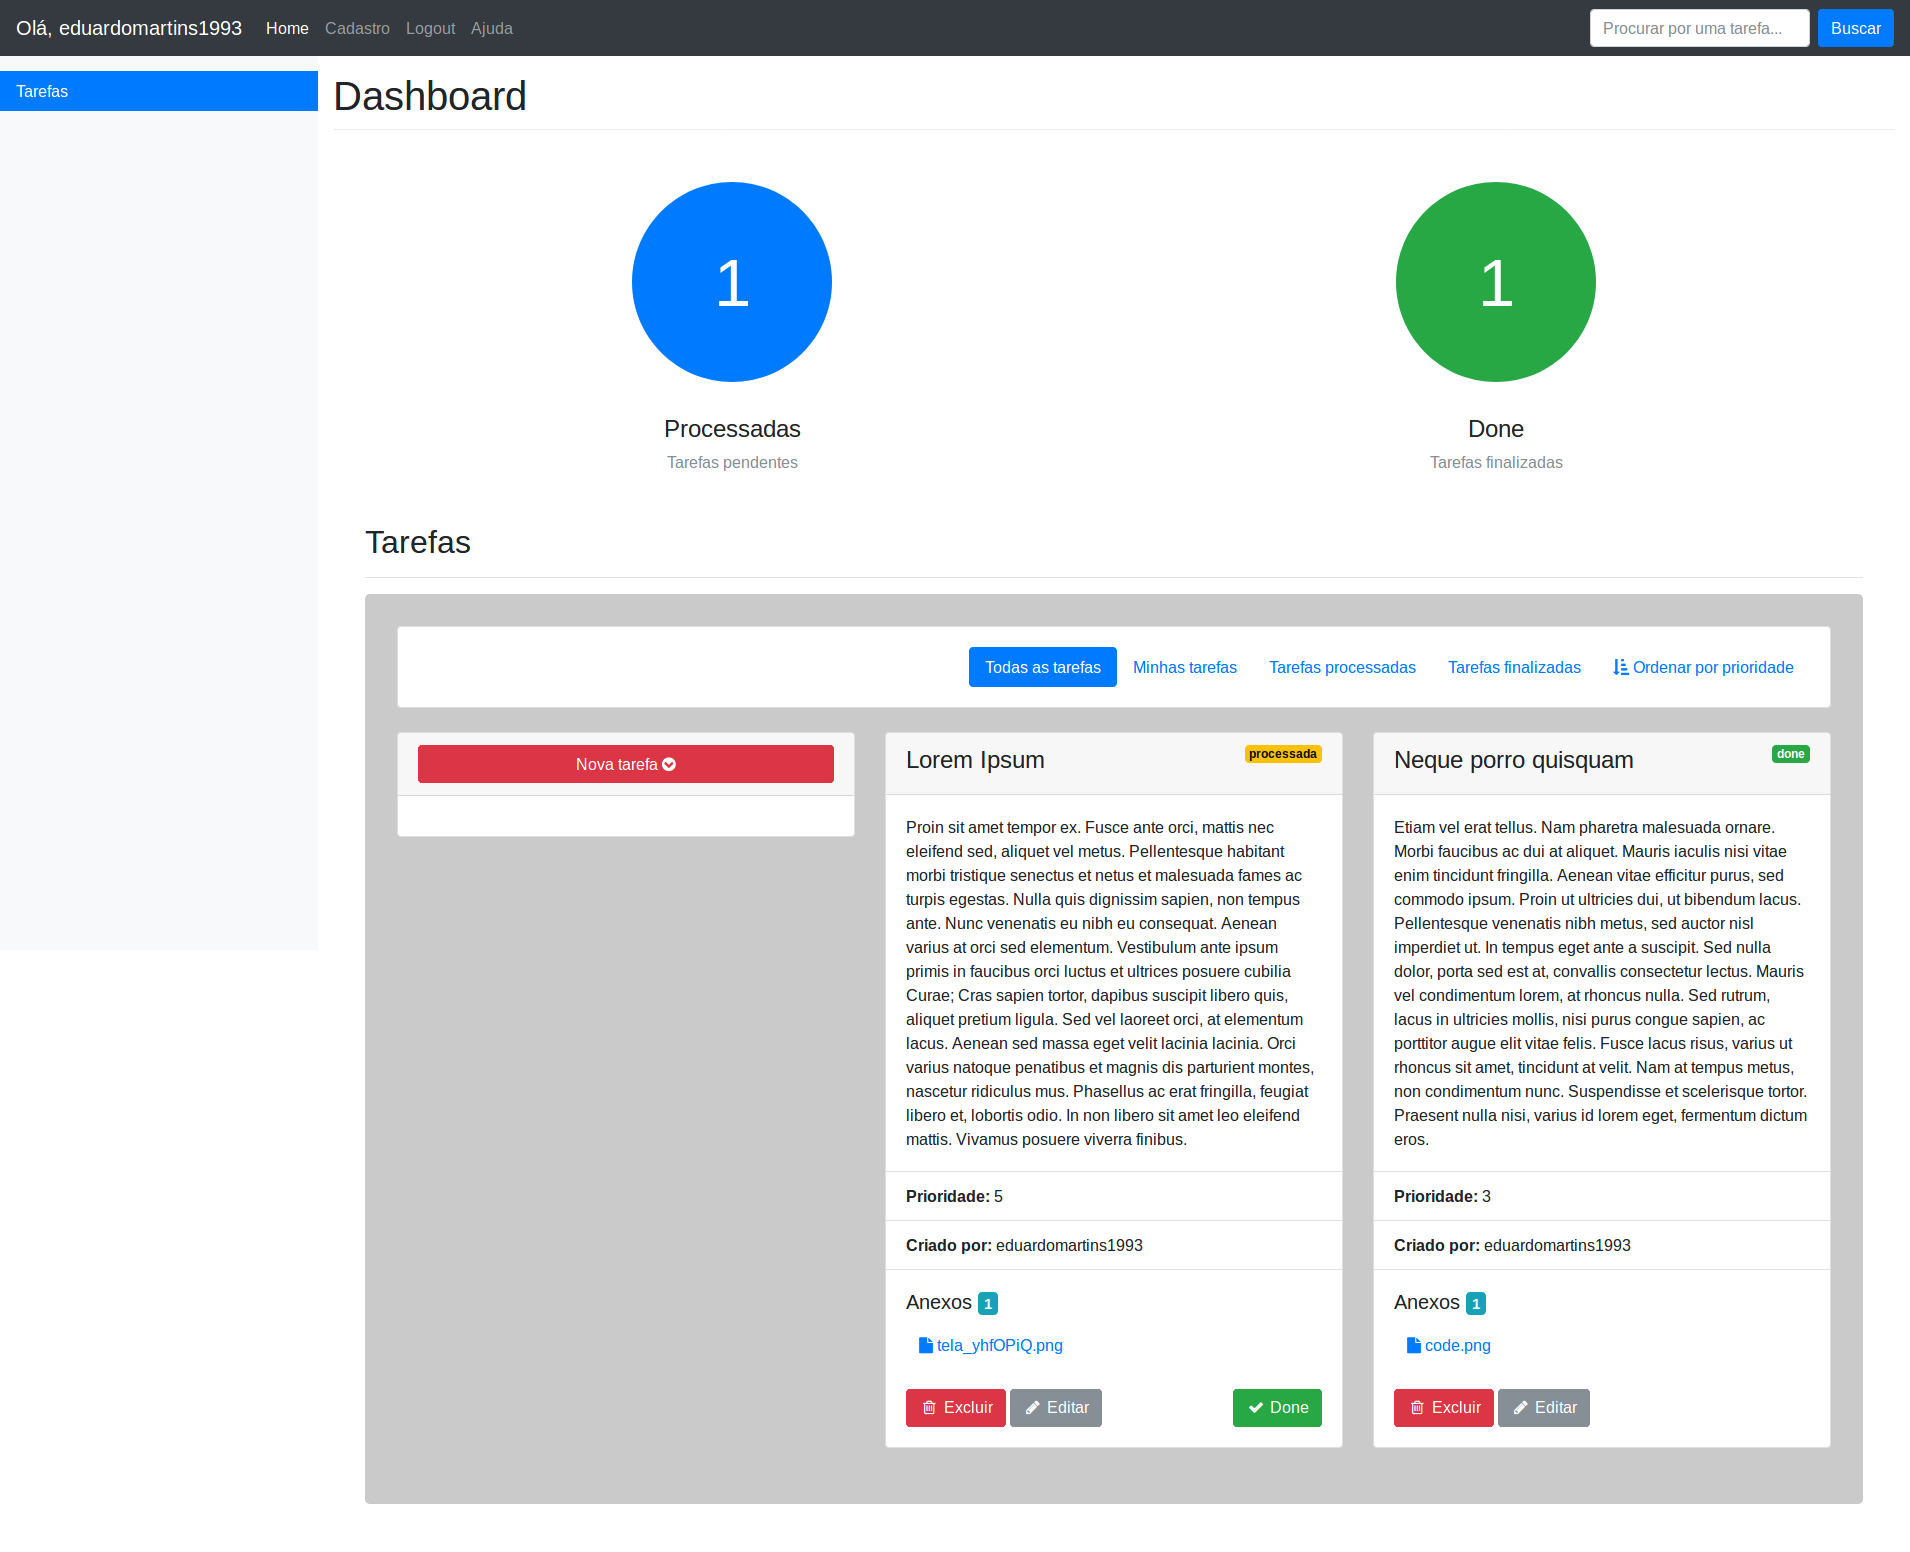 Olá, eduardomartins1993 Home Cadastro Logout Ajuda Procurar por uma tarefa... Buscar
Tarefas
Dashboard
1
Processadas
Tarefas pendentes
1
Done
Tarefas finalizadas
Tarefas
Todas as tarefas Minhas tarefas Tarefas processadas Tarefas finalizadas Ordenar por prioridade
Nova tarefa
Lorem Ipsum processada
Proin sit amet tempor ex. Fusce ante orci, mattis nec
eleifend sed, aliquet vel metus. Pellentesque habitant
morbi tristique senectus et netus et malesuada fames ac
turpis egestas. Nulla quis dignissim sapien, non tempus
ante. Nunc venenatis eu nibh eu consequat. Aenean
varius at orci sed elementum. Vestibulum ante ipsum
primis in faucibus orci luctus et ultrices posuere cubilia
Curae; Cras sapien tortor, dapibus suscipit libero quis,
aliquet pretium ligula. Sed vel laoreet orci, at elementum
lacus. Aenean sed massa eget velit lacinia lacinia. Orci
varius natoque penatibus et magnis dis parturient montes,
nascetur ridiculus mus. Phasellus ac erat fringilla, feugiat
libero et, lobortis odio. In non libero sit amet leo eleifend
mattis. Vivamus posuere viverra finibus.
Prioridade: 5
Criado por: eduardomartins1993
Anexos 1
tela_yhfOPiQ.png
Excluir Editar Done
Neque porro quisquam done
Etiam vel erat tellus. Nam pharetra malesuada ornare.
Morbi faucibus ac dui at aliquet. Mauris iaculis nisi vitae
enim tincidunt fringilla. Aenean vitae efficitur purus, sed
commodo ipsum. Proin ut ultricies dui, ut bibendum lacus.
Pellentesque venenatis nibh metus, sed auctor nisl
imperdiet ut. In tempus eget ante a suscipit. Sed nulla
dolor, porta sed est at, convallis consectetur lectus. Mauris
vel condimentum lorem, at rhoncus nulla. Sed rutrum,
lacus in ultricies mollis, nisi purus congue sapien, ac
porttitor augue elit vitae felis. Fusce lacus risus, varius ut
rhoncus sit amet, tincidunt at velit. Nam at tempus metus,
non condimentum nunc. Suspendisse et scelerisque tortor.
Praesent nulla nisi, varius id lorem eget, fermentum dictum
eros.
Prioridade: 3
Criado por: eduardomartins1993
Anexos 1
code.png
Excluir Editar